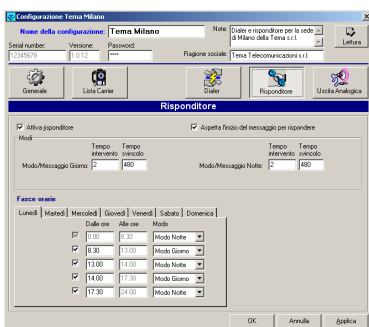 Configurazione Tema Milano
Nome della configurazione: Tema Milano
Note: Dialer e risponditore per la sede
di Milano della Tema s.r.l.
Lettura
Serial number: Versione: Password:
12345678 1.0.12 ****
Ragione sociale: Tema Telecomunicazioni s.r.l.
Generale Lista Carrier Dialer Risponditore Uscita Analogica
Risponditore
Attiva risponditore Aspetta l'inizio del messaggio per rispondere
Modi
Tempo Tempo Tempo Tempo
intervento svincolo intervento svincolo
Modo/Messaggio Giorno: 2 480 Modo/Messaggio Notte: 2 480
Fasce orarie
Lunedì Martedì Mercoledì Giovedì Venerdì Sabato Domenica
Dalle ore Alle ore Modo
0.00 8.30 Modo Notte
8.30 13.00 Modo Giorno
13.00 14.00 Modo Notte
14.00 17.30 Modo Giorno
17.30 24.00 Modo Notte
OK Annulla Applica